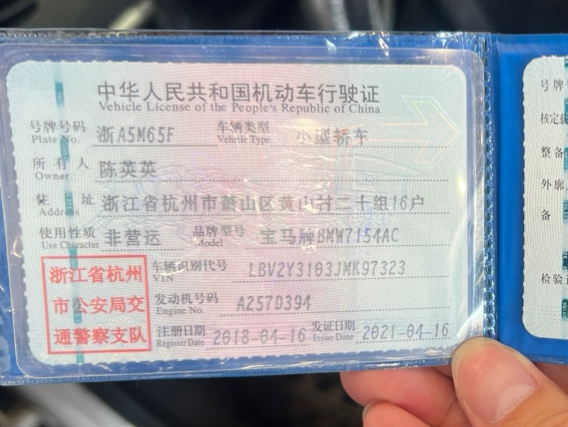 中华人民共和国机动车行驶证
Vehicle License of the People's Republic of China
号牌号码 浙A5M65F 车辆类型 小型轿车
Plate No. Vehicle Type
所有人 陈英英
Owner
住址 浙江省杭州市萧山区黄山村二十组16户
Address
使用性质 非营运 品牌型号 宝马牌BMW7154AC
Use Character Model
浙江省杭州
市公安局交
通警察支队
车辆识别代号 LBV2Y3103JMK97323
VIN
发动机号码 A257D394
Engine No.
注册日期 2018-04-16 发证日期 2021-04-16
Register Date Issue Date
号牌
核定
整备
外廓
备
检验